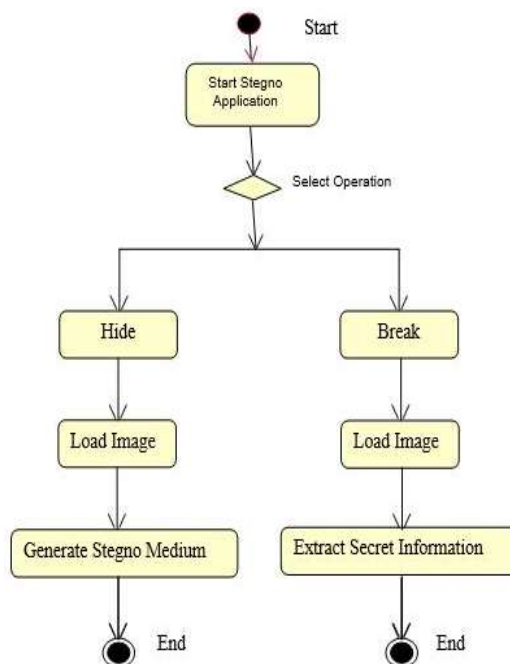 Start
Start Stegno
Application
Select Operation
Hide
Break
Load Image
Load Image
Generate Stegno Medium
Extract Secret Information
End
End